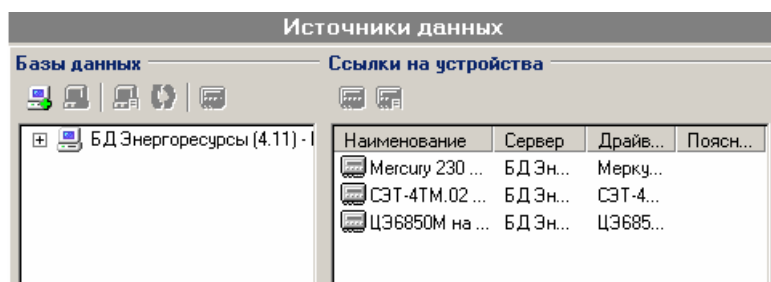 Источники данных
Базы данных
Ссылки на устройства
БД Энергоресурсы (4.11) -
Наименование Сервер Драйв... Поясн...
Mercury 230 ... БД Эн... Мерку...
СЭТ-4ТМ.02 ... БД Эн... СЭТ-4...
ЦЭ6850М на ... БД Эн... ЦЭ685...